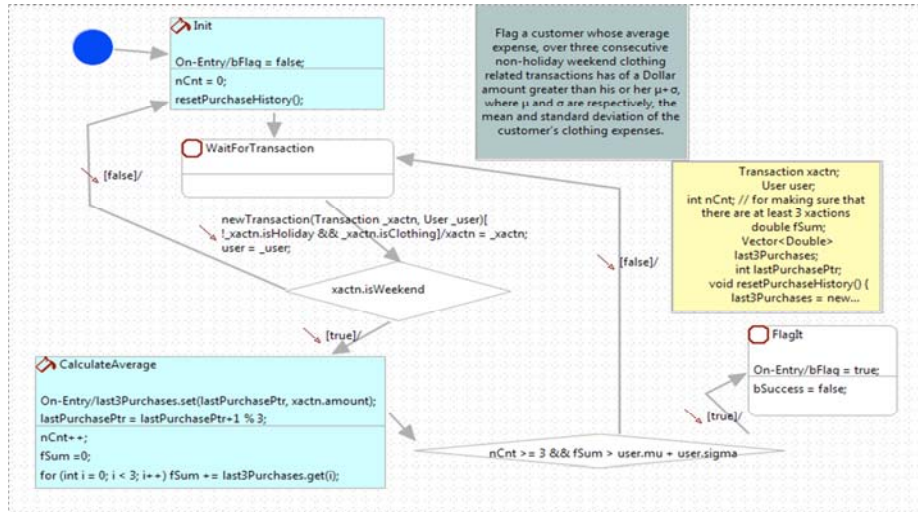 Init
On-Entry/bFlag = false;
nCnt = 0;
resetPurchaseHistory();
Flag a customer whose average
expense, over three consecutive
non-holiday weekend clothing
related transactions has of a Dollar
amount greater than his or her μ+σ,
where μ and σ are respectively, the
mean and standard deviation of the
customer's clothing expenses.
WaitForTransaction
[false]/
newTransaction(Transaction _xactn, User _user)[
!_xactn.isHoliday && _xactn.isClothing]/xactn = _xactn;
user = _user;
Transaction xactn;
User user;
int nCnt; // for making sure that
there are at least 3 xactions
double fSum;
Vector<Double>
last3Purchases;
int lastPurchasePtr;
void resetPurchaseHistory() {
last3Purchases = new...
[false]/
xactn.isWeekend
[true]/
FlagIt
On-Entry/bFlag = true;
bSuccess = false;
[true]/
CalculateAverage
On-Entry/last3Purchases.set(lastPurchasePtr, xactn.amount);
lastPurchasePtr = lastPurchasePtr+1 % 3;
nCnt++;
fSum =0;
for (int i = 0; i < 3; i++) fSum += last3Purchases.get(i);
nCnt >= 3 && fSum > user.mu + user.sigma